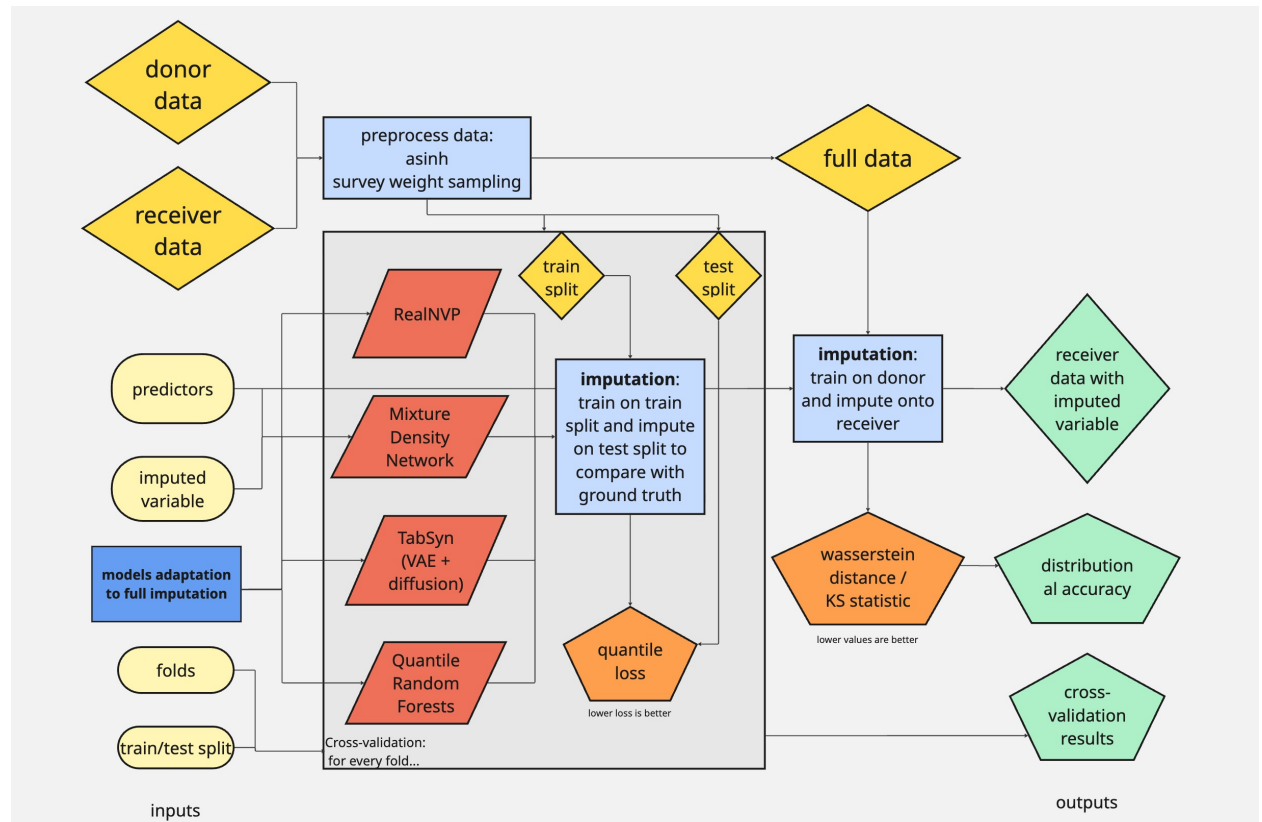 donor
data
receiver
data
preprocess data:
asinh
survey weight sampling
full data
train
split
test
split
RealNVP
predictors
Mixture
Density
Network
imputed
variable
models adaptation
to full imputation
TabSyn
(VAE +
diffusion)
folds
Quantile
Random
Forests
train/test split
Cross-validation:
for every fold...
imputation:
train on train
split and impute
on test split to
compare with
ground truth
quantile
loss
lower loss is better
imputation:
train on donor
and impute onto
receiver
receiver
data with
imputed
variable
wasserstein
distance /
KS statistic
lower values are better
distribution
al accuracy
cross-
validation
results
inputs
outputs